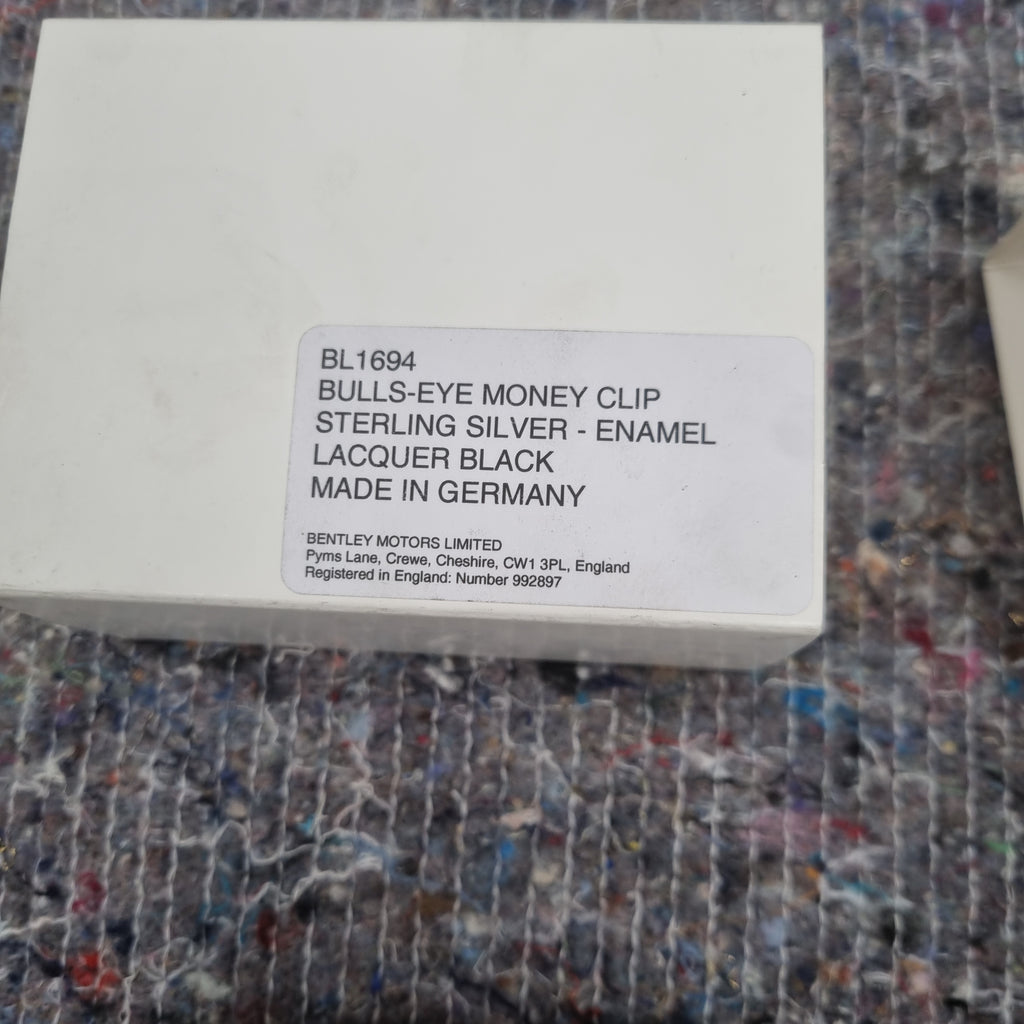 BL1694
BULLS-EYE MONEY CLIP
STERLING SILVER - ENAMEL
LACQUER BLACK
MADE IN GERMANY
BENTLEY MOTORS LIMITED
Pyms Lane, Crewe, Cheshire, CW1 3PL, England
Registered in England: Number 992897